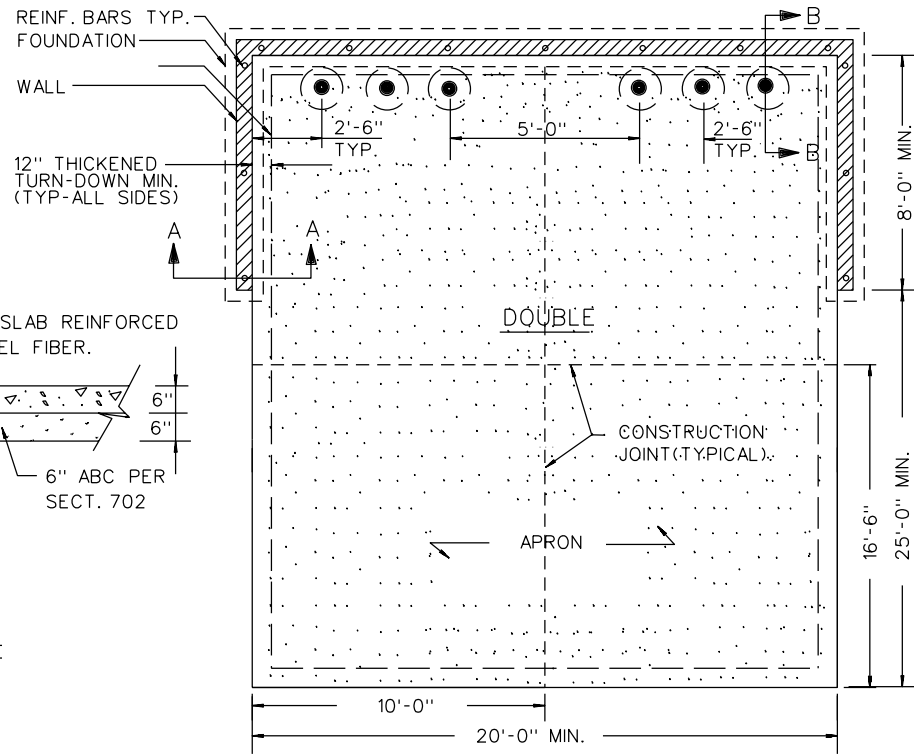 REINF. BARS TYP.
FOUNDATION
WALL
12" THICKENED
TURN-DOWN MIN.
(TYP-ALL SIDES)
A
A
B
B
2'-6"
TYP.
5'-0"
2'-6"
TYP.
8'-0" MIN.
SLAB REINFORCED
EL FIBER.
6"
6"
6" ABC PER
SECT. 702
DOUBLE
CONSTRUCTION
JOINT(TYPICAL).
APRON
16'-6"
25'-0" MIN.
10'-0"
20'-0" MIN.